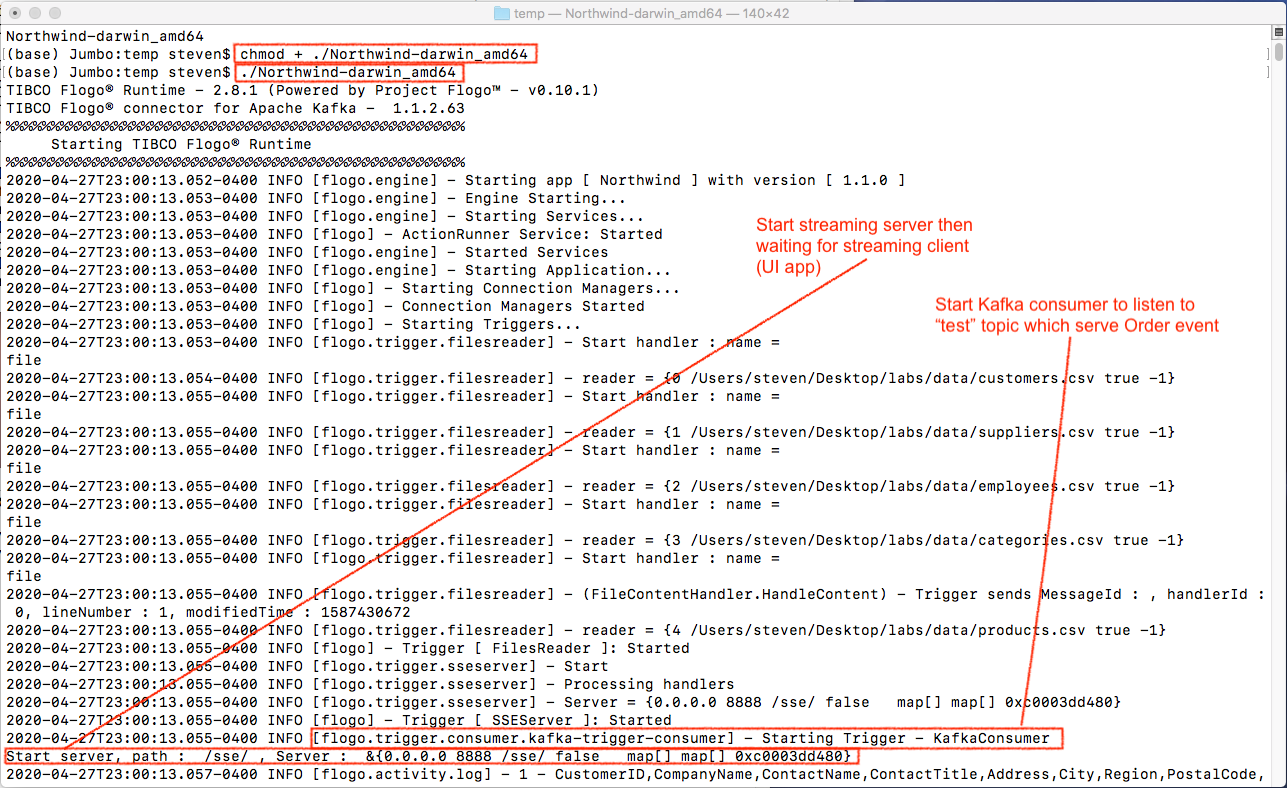 temp — Northwind-darwin_amd64 — 140×42
Northwind-darwin_amd64
[(base) Jumbo:temp steven$ chmod + ./Northwind-darwin_amd64 ]
[(base) Jumbo:temp steven$ ./Northwind-darwin_amd64 ]
TIBCO Flogo® Runtime - 2.8.1 (Powered by Project Flogo™ - v0.10.1)
TIBCO Flogo® connector for Apache Kafka - 1.1.2.63
%%%%%%%%%%%%%%%%%%%%%%%%%%%%%%%%%%%%%%%%%%%%%%%%%%%
Starting TIBCO Flogo® Runtime
%%%%%%%%%%%%%%%%%%%%%%%%%%%%%%%%%%%%%%%%%%%%%%%%%%%
2020-04-27T23:00:13.052-0400 INFO [flogo.engine] - Starting app [ Northwind ] with version [ 1.1.0 ]
2020-04-27T23:00:13.053-0400 INFO [flogo.engine] - Engine Starting...
2020-04-27T23:00:13.053-0400 INFO [flogo.engine] - Starting Services...
2020-04-27T23:00:13.053-0400 INFO [flogo] - ActionRunner Service: Started
2020-04-27T23:00:13.053-0400 INFO [flogo.engine] - Started Services
2020-04-27T23:00:13.053-0400 INFO [flogo.engine] - Starting Application...
2020-04-27T23:00:13.053-0400 INFO [flogo] - Starting Connection Managers...
2020-04-27T23:00:13.053-0400 INFO [flogo] - Connection Managers Started
2020-04-27T23:00:13.053-0400 INFO [flogo] - Starting Triggers...
2020-04-27T23:00:13.053-0400 INFO [flogo.trigger.filesreader] - Start handler : name =
file
2020-04-27T23:00:13.054-0400 INFO [flogo.trigger.filesreader] - reader = {0 /Users/steven/Desktop/labs/data/customers.csv true -1}
2020-04-27T23:00:13.055-0400 INFO [flogo.trigger.filesreader] - Start handler : name =
file
2020-04-27T23:00:13.055-0400 INFO [flogo.trigger.filesreader] - reader = {1 /Users/steven/Desktop/labs/data/suppliers.csv true -1}
2020-04-27T23:00:13.055-0400 INFO [flogo.trigger.filesreader] - Start handler : name =
file
2020-04-27T23:00:13.055-0400 INFO [flogo.trigger.filesreader] - reader = {2 /Users/steven/Desktop/labs/data/employees.csv true -1}
2020-04-27T23:00:13.055-0400 INFO [flogo.trigger.filesreader] - Start handler : name =
file
2020-04-27T23:00:13.055-0400 INFO [flogo.trigger.filesreader] - reader = {3 /Users/steven/Desktop/labs/data/categories.csv true -1}
2020-04-27T23:00:13.055-0400 INFO [flogo.trigger.filesreader] - Start handler : name =
file
2020-04-27T23:00:13.055-0400 INFO [flogo.trigger.filesreader] - (FileContentHandler.HandleContent) - Trigger sends MessageId : , handlerId :
0, lineNumber : 1, modifiedTime : 1587430672
2020-04-27T23:00:13.055-0400 INFO [flogo.trigger.filesreader] - reader = {4 /Users/steven/Desktop/labs/data/products.csv true -1}
2020-04-27T23:00:13.055-0400 INFO [flogo] - Trigger [ FilesReader ]: Started
2020-04-27T23:00:13.055-0400 INFO [flogo.trigger.sseserver] - Start
2020-04-27T23:00:13.055-0400 INFO [flogo.trigger.sseserver] - Processing handlers
2020-04-27T23:00:13.055-0400 INFO [flogo.trigger.sseserver] - Server = {0.0.0.0 8888 /sse/ false   map[] map[] 0xc0003dd480}
2020-04-27T23:00:13.055-0400 INFO [flogo] - Trigger [ SSEServer ]: Started
2020-04-27T23:00:13.055-0400 INFO [flogo.trigger.consumer.kafka-trigger-consumer] - Starting Trigger - KafkaConsumer
Start server, path :  /sse/ , Server :  &{0.0.0.0 8888 /sse/ false   map[] map[] 0xc0003dd480}
2020-04-27T23:00:13.057-0400 INFO [flogo.activity.log] - 1 - CustomerID,CompanyName,ContactName,ContactTitle,Address,City,Region,PostalCode,
Start streaming server then
waiting for streaming client
(UI app)
Start Kafka consumer to listen to
“test” topic which serve Order event